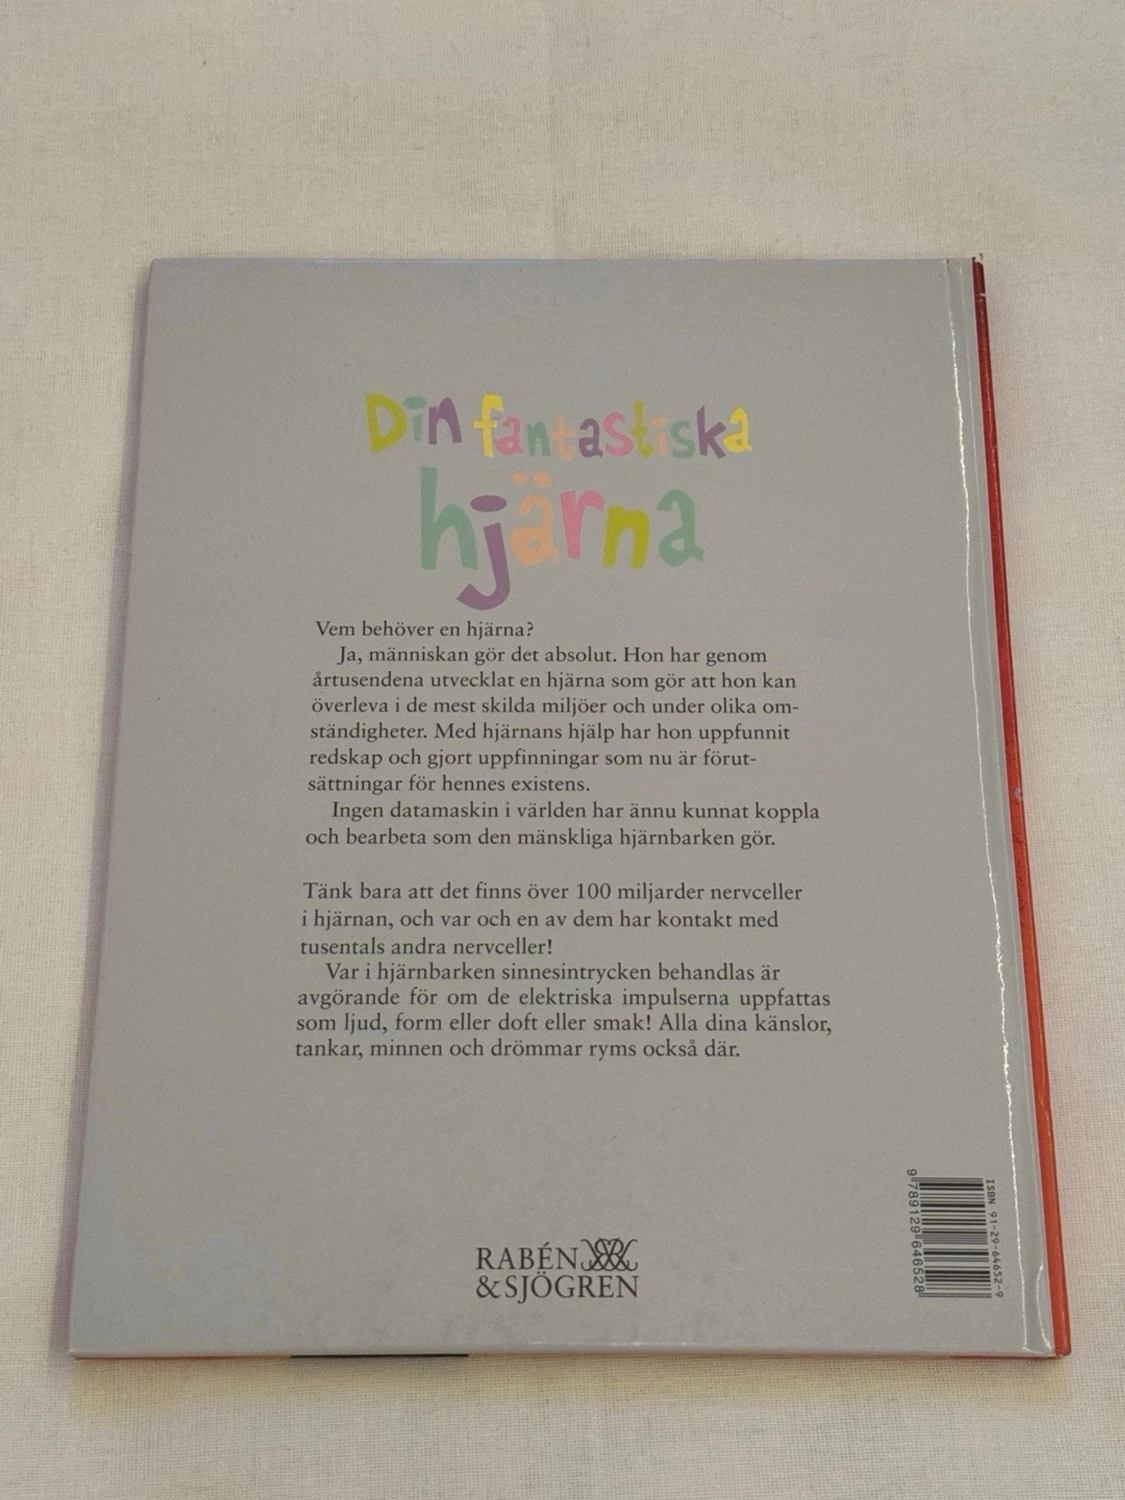 Din fantastiska
hjärna
Vem behöver en hjärna?
Ja, människan gör det absolut. Hon har genom
årtusendena utvecklat en hjärna som gör att hon kan
överleva i de mest skilda miljöer och under olika om-
ständigheter. Med hjärnans hjälp har hon uppfunnit
redskap och gjort uppfinningar som nu är förut-
sättningar för hennes existens.
Ingen datamaskin i världen har ännu kunnat koppla
och bearbeta som den mänskliga hjärnbarken gör.
Tänk bara att det finns över 100 miljarder nervceller
i hjärnan, och var och en av dem har kontakt med
tusentals andra nervceller!
Var i hjärnbarken sinnesintrycken behandlas är
avgörande för om de elektriska impulserna uppfattas
som ljud, form eller doft eller smak! Alla dina känslor,
tankar, minnen och drömmar ryms också där.
RABÉN
&SJÖGREN
ISBN 91-29-64652-9
9 789129 646528